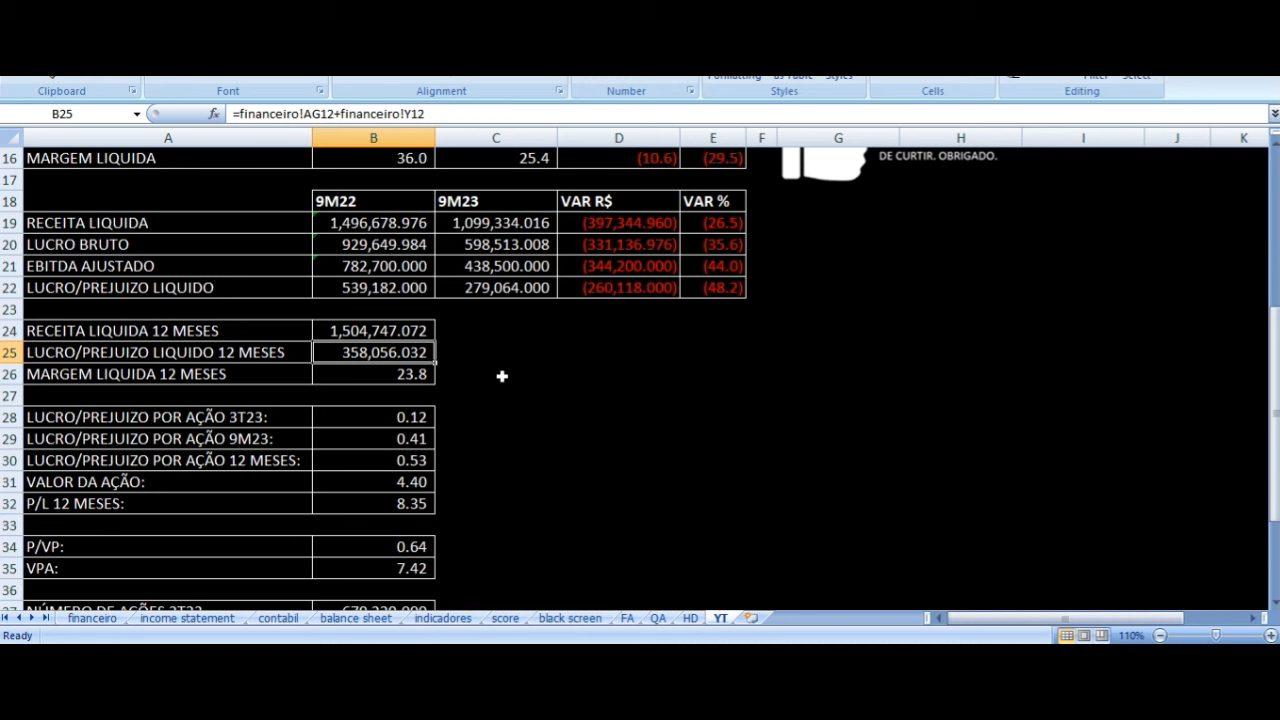 Clipboard Font Alignment Number Styles Cells Editing
B25 fx =financeiro!AG12+financeiro!Y12
A B C D E F G H I J K
16 MARGEM LIQUIDA 36.0 25.4 (10.6) (29.5) DE CURTIR. OBRIGADO.
17
18 9M22 9M23 VAR R$ VAR %
19 RECEITA LIQUIDA 1,496,678.976 1,099,334.016 (397,344.960) (26.5)
20 LUCRO BRUTO 929,649.984 598,513.008 (331,136.976) (35.6)
21 EBITDA AJUSTADO 782,700.000 438,500.000 (344,200.000) (44.0)
22 LUCRO/PREJUIZO LIQUIDO 539,182.000 279,064.000 (260,118.000) (48.2)
23
24 RECEITA LIQUIDA 12 MESES 1,504,747.072
25 LUCRO/PREJUIZO LIQUIDO 12 MESES 358,056.032
26 MARGEM LIQUIDA 12 MESES 23.8
27
28 LUCRO/PREJUIZO POR AÇÃO 3T23: 0.12
29 LUCRO/PREJUIZO POR AÇÃO 9M23: 0.41
30 LUCRO/PREJUIZO POR AÇÃO 12 MESES: 0.53
31 VALOR DA AÇÃO: 4.40
32 P/L 12 MESES: 8.35
33
34 P/VP: 0.64
35 VPA: 7.42
36
financeiro income statement contabil balance sheet indicadores score black screen FA QA HD YT
Ready 110%